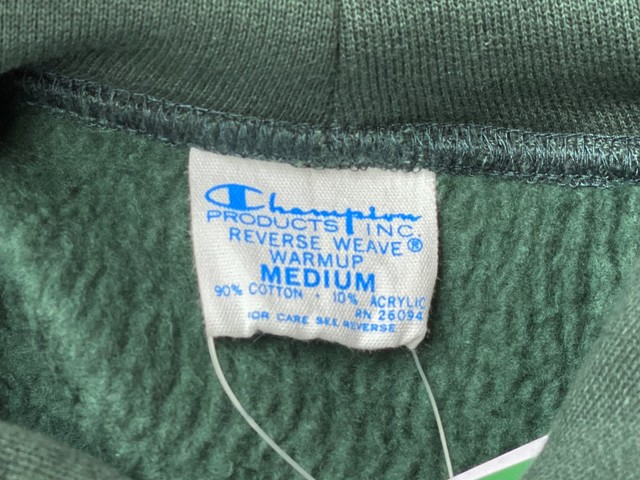 Champion
PRODUCTS INC.
REVERSE WEAVE®
WARMUP
MEDIUM
90% COTTON · 10% ACRYLIC
RN 26094
FOR CARE SEE REVERSE